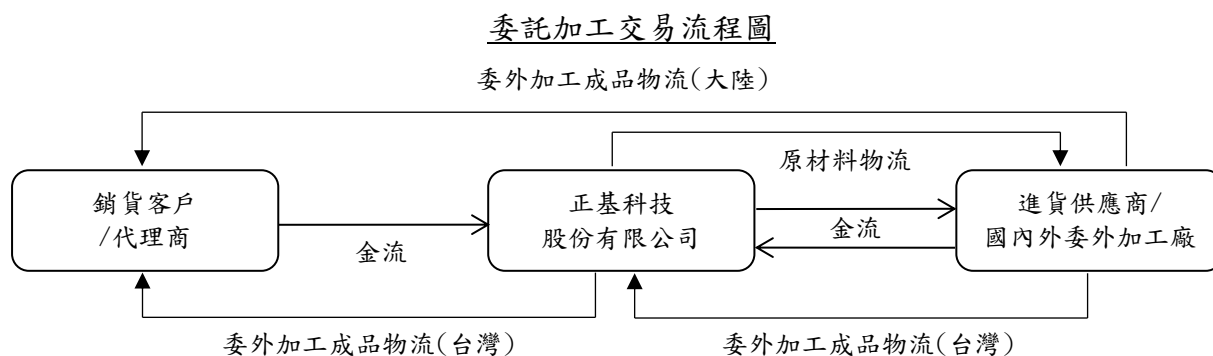 委託加工交易流程圖
委外加工成品物流(大陸)
原材料物流
銷貨客戶
/代理商
金流
正基科技
股份有限公司
金流
進貨供應商/
國內外委外加工廠
委外加工成品物流(台灣)
委外加工成品物流(台灣)